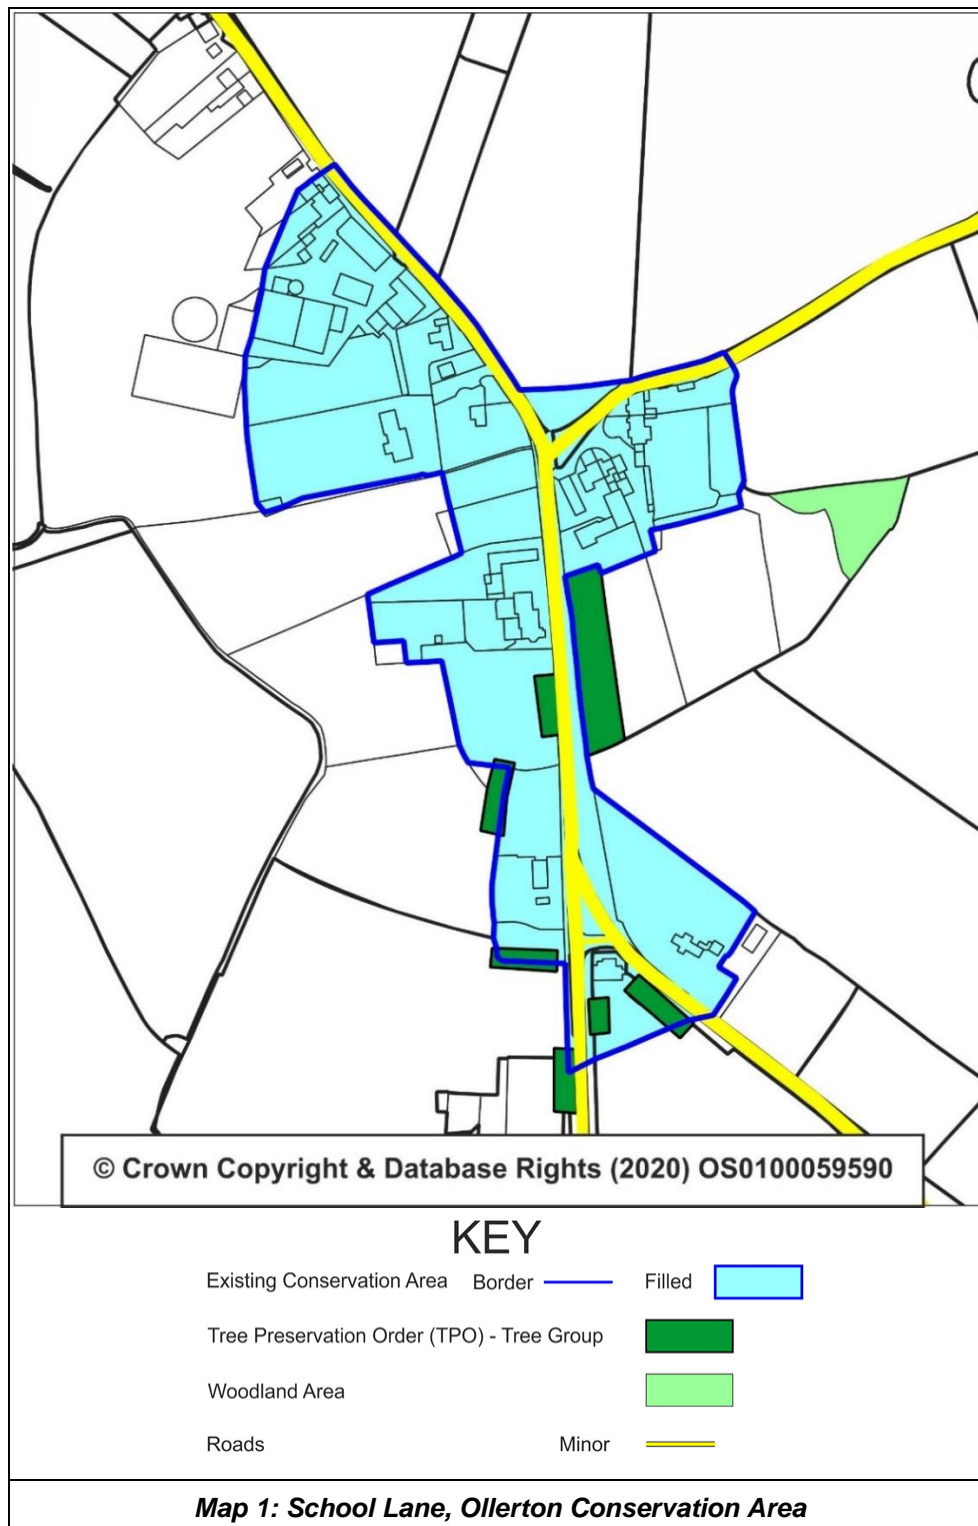 © Crown Copyright & Database Rights (2020) OS0100059590
KEY
Existing Conservation Area Border Filled
Tree Preservation Order (TPO) - Tree Group
Woodland Area
Roads Minor
Map 1: School Lane, Ollerton Conservation Area